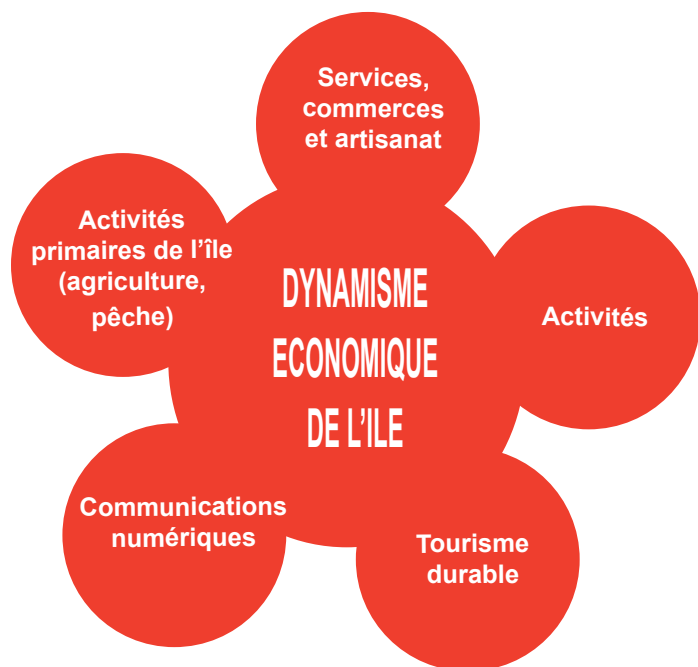 Services,
commerces
et artisanat
Activités
primaires de l'île
(agriculture,
pêche)
DYNAMISME
ECONOMIQUE
DE L'ILE
Activités
Communications
numériques
Tourisme
durable